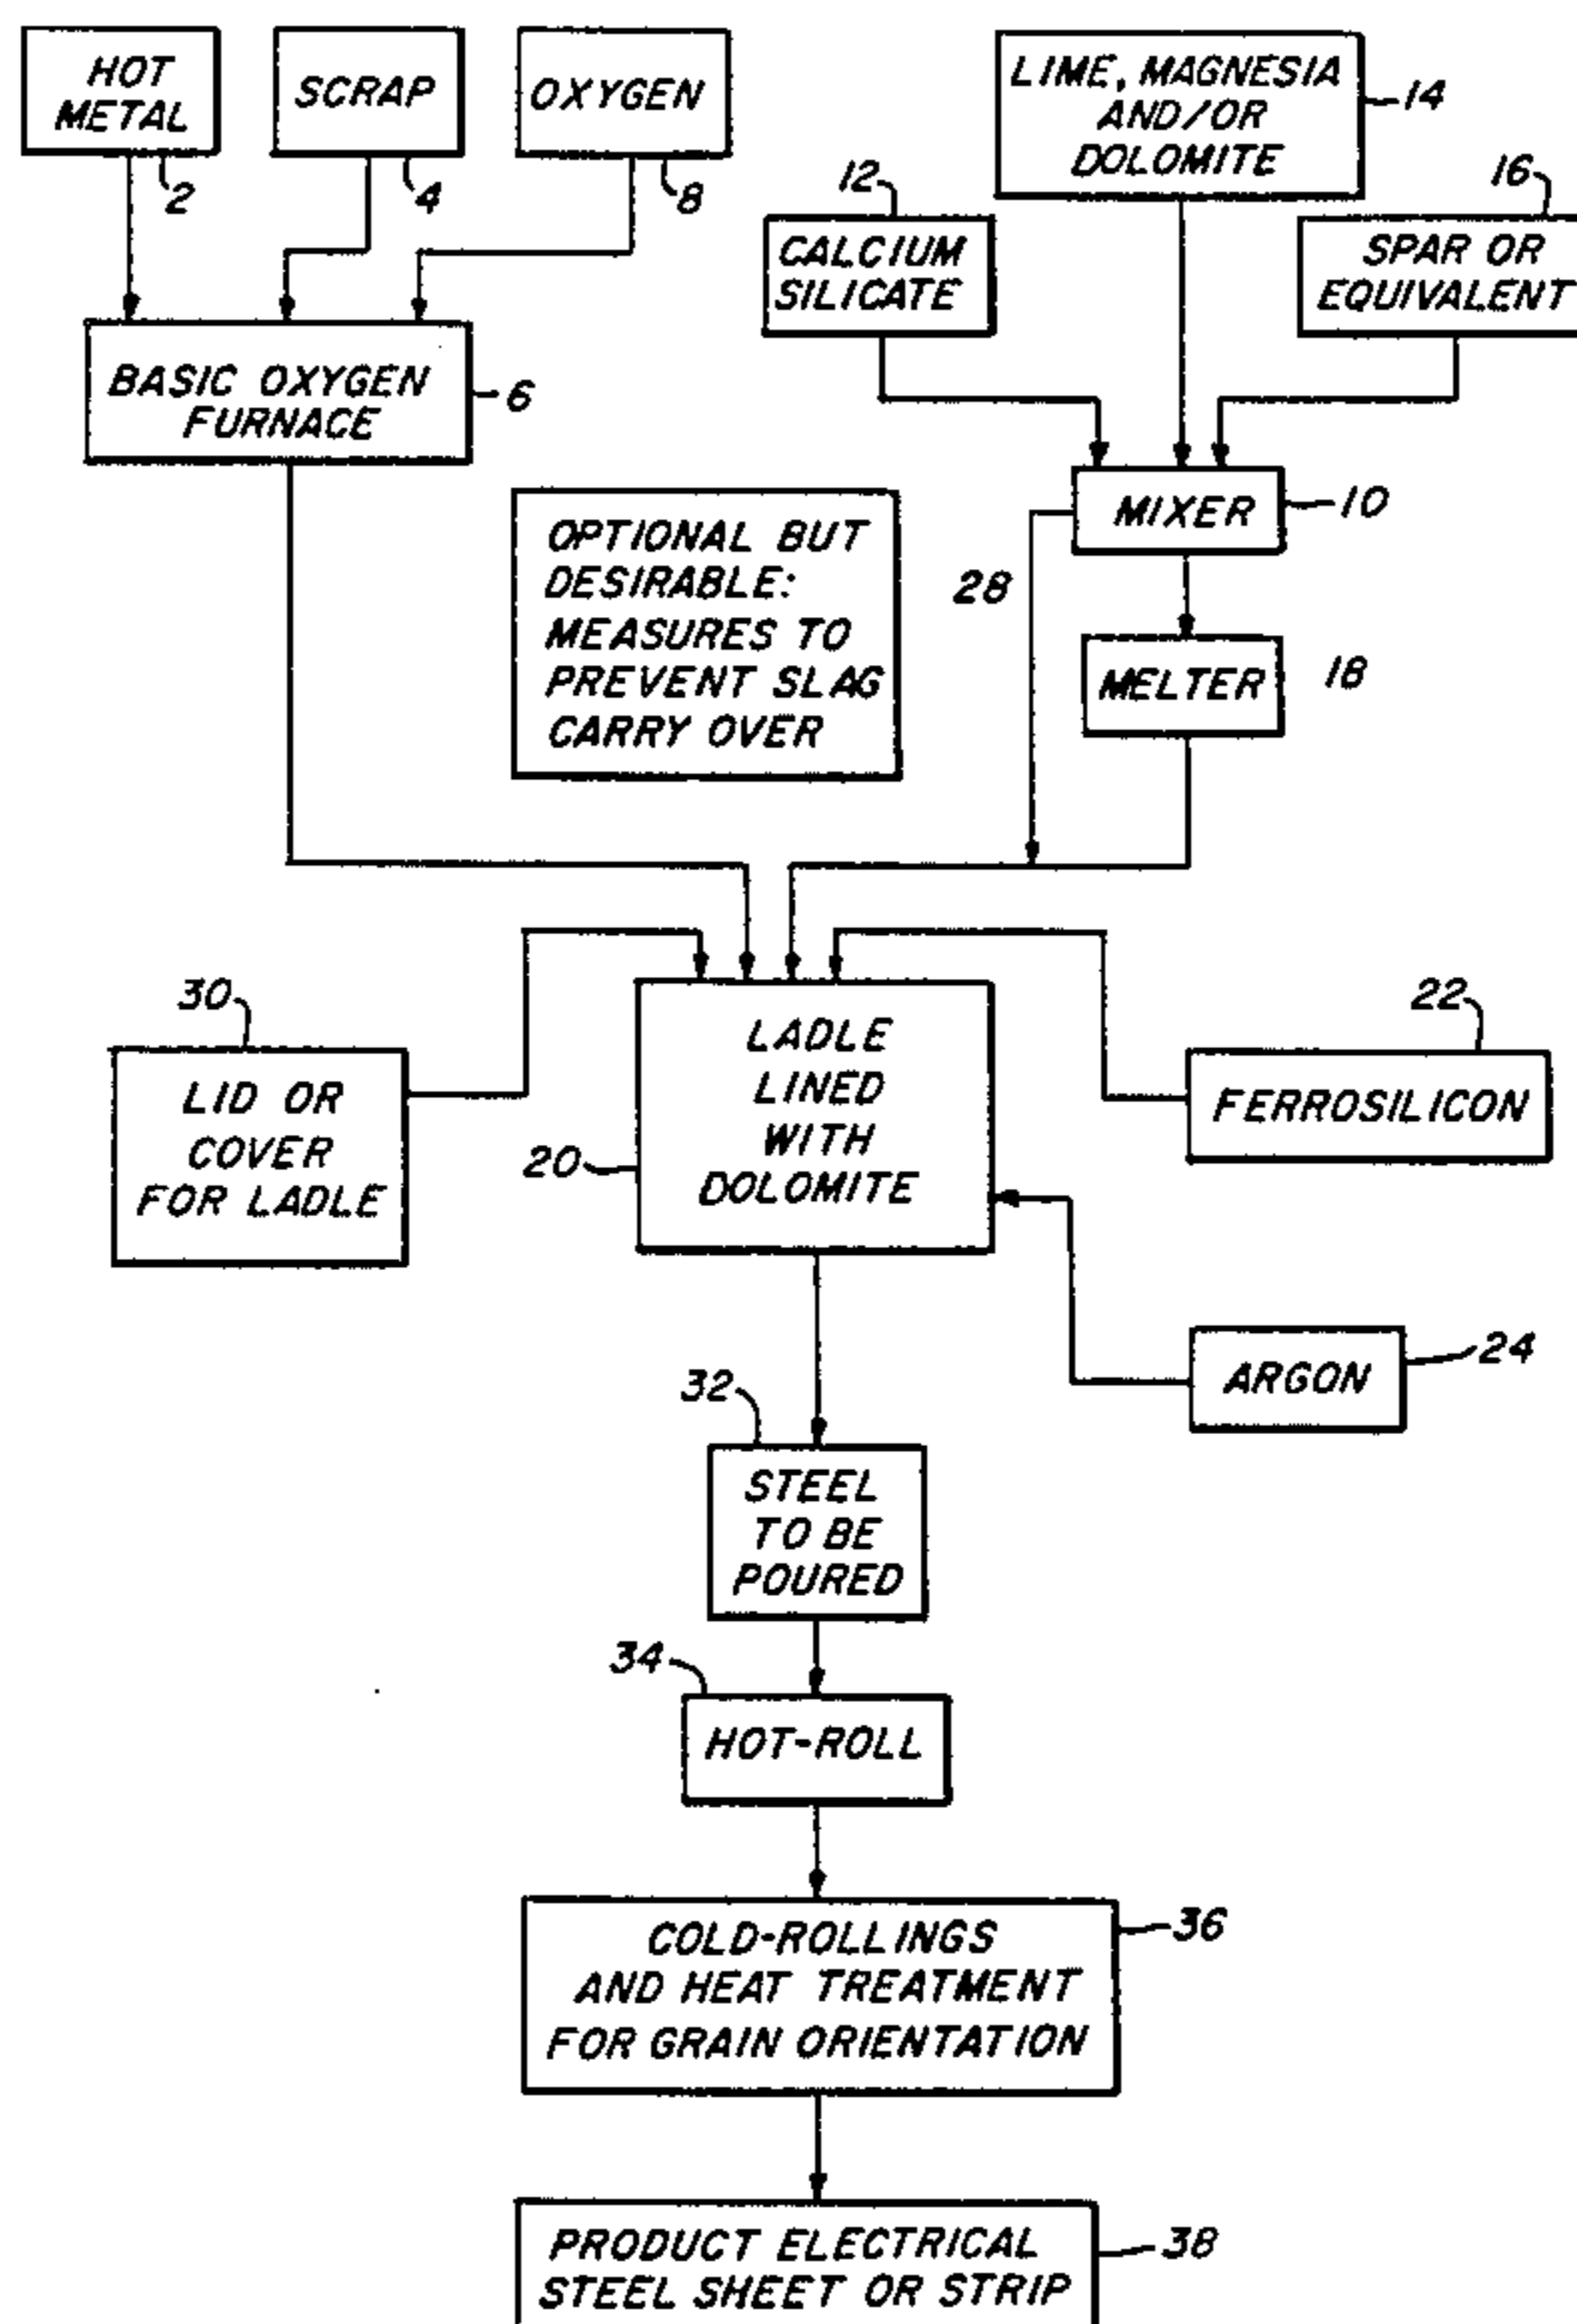 HOT
METAL
2
SCRAP
4
OXYGEN
8
LIME, MAGNESIA
AND/OR
DOLOMITE
14
12
CALCIUM
SILICATE
16
SPAR OR
EQUIVALENT
BASIC OXYGEN
FURNACE
6
MIXER
10
OPTIONAL BUT
DESIRABLE:
MEASURES TO
PREVENT SLAG
CARRY OVER
28
MELTER
18
30
LID OR
COVER
FOR LADLE
LADLE
LINED
WITH
DOLOMITE
20
22
FERROSILICON
ARGON
24
32
STEEL
TO BE
POURED
34
HOT-ROLL
COLD-ROLLINGS
AND HEAT TREATMENT
FOR GRAIN ORIENTATION
36
PRODUCT ELECTRICAL
STEEL SHEET OR STRIP
38